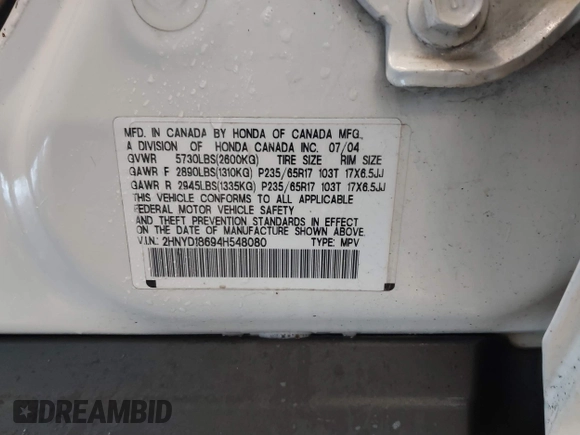 MFD. IN CANADA BY HONDA OF CANADA MFG.,
A DIVISION OF HONDA CANADA INC. 07/04
GVWR 5730LBS(2600KG) TIRE SIZE RIM SIZE
GAWR F 2890LBS(1310KG) P235/65R17 103T 17X6.5JJ
GAWR R 2945LBS(1335KG) P235/65R17 103T 17X6.5JJ
THIS VEHICLE CONFORMS TO ALL APPLICABLE
FEDERAL MOTOR VEHICLE SAFETY
AND THEFT PREVENTION STANDARDS IN EFFECT
ON THE DATE OF MANUFACTURE SHOWN ABOVE.
V.I.N.: 2HNYD18694H548080 TYPE: MPV
DREAMBID